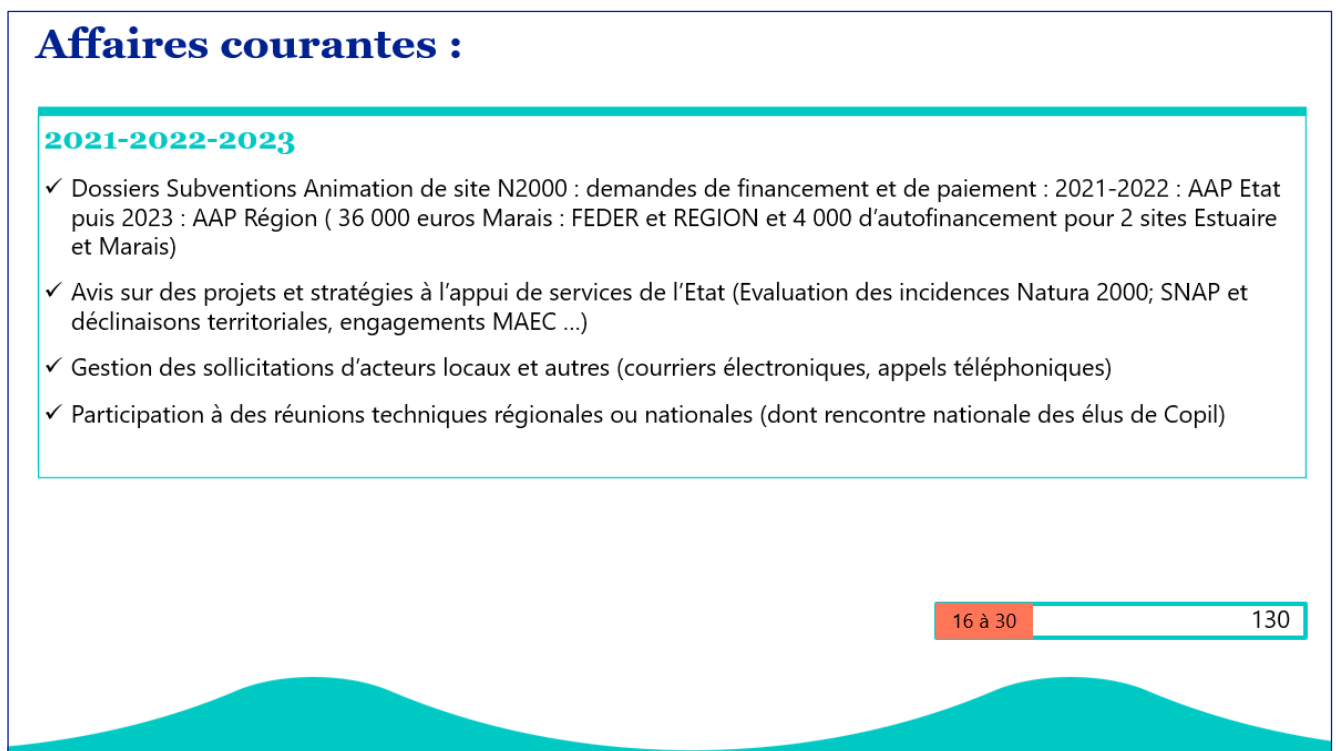 Affaires courantes :
2021-2022-2023
✓ Dossiers Subventions Animation de site N2000 : demandes de financement et de paiement : 2021-2022 : AAP Etat
puis 2023 : AAP Région ( 36 000 euros Marais : FEDER et REGION et 4 000 d’autofinancement pour 2 sites Estuaire
et Marais)
✓ Avis sur des projets et stratégies à l’appui de services de l’Etat (Evaluation des incidences Natura 2000; SNAP et
déclinaisons territoriales, engagements MAEC ...)
✓ Gestion des sollicitations d’acteurs locaux et autres (courriers électroniques, appels téléphoniques)
✓ Participation à des réunions techniques régionales ou nationales (dont rencontre nationale des élus de Copil)
16 à 30 130